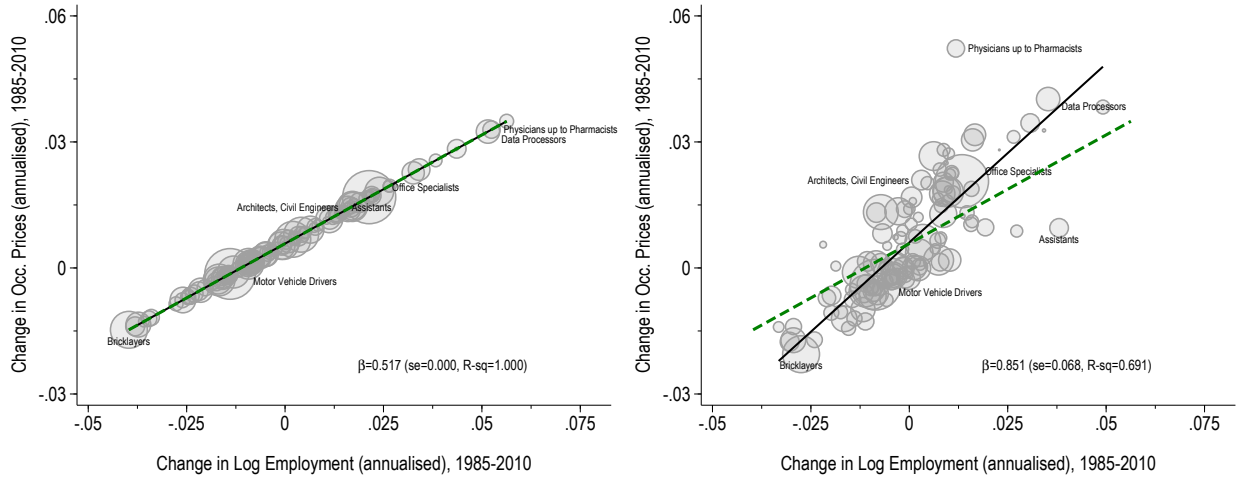 Change in Occ. Prices (annualised), 1985-2010
.06
.03
0
-.03
Physicians up to Pharmacists
Data Processors
Office Specialists
Architects, Civil Engineers
Assistants
Motor Vehicle Drivers
Bricklayers
β=0.517 (se=0.000, R-sq=1.000)
-.05 -.025 0 .025 .05 .075
Change in Log Employment (annualised), 1985-2010
Change in Occ. Prices (annualised), 1985-2010
.06
.03
0
-.03
Physicians up to Pharmacists
Data Processors
Office Specialists
Architects, Civil Engineers
Assistants
Motor Vehicle Drivers
Bricklayers
β=0.851 (se=0.068, R-sq=0.691)
-.05 -.025 0 .025 .05 .075
Change in Log Employment (annualised), 1985-2010